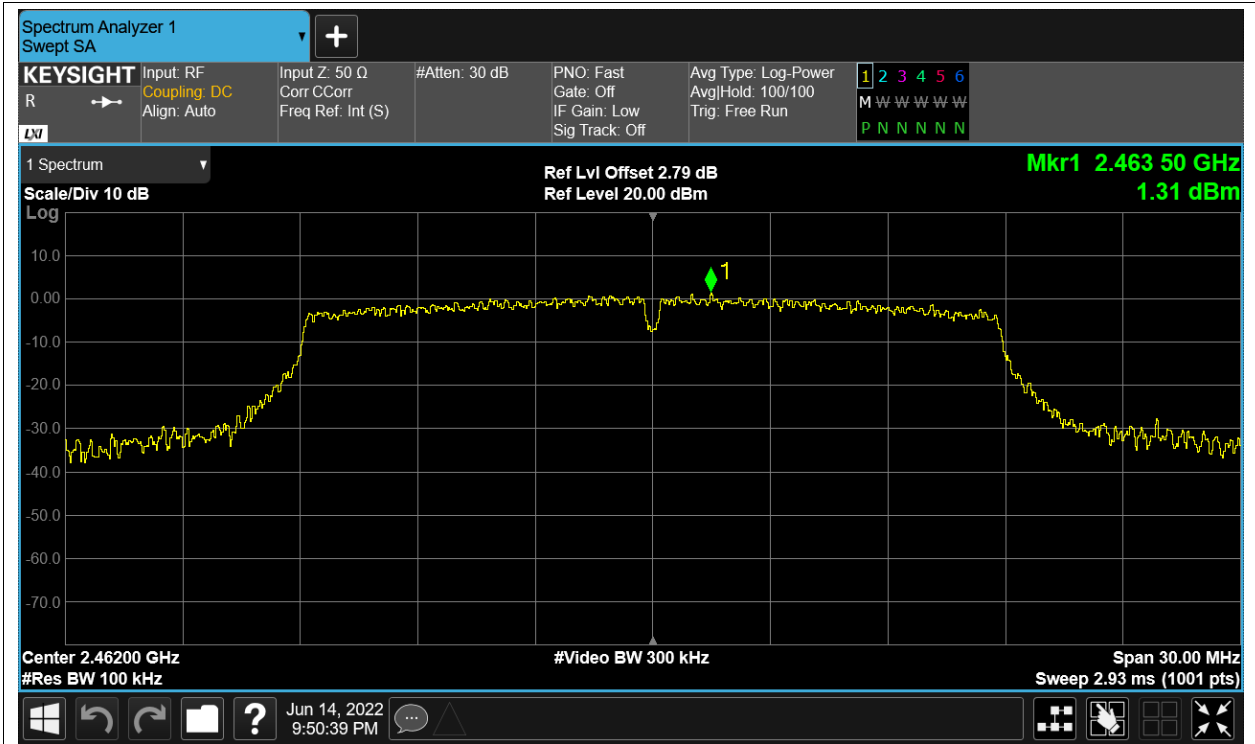 Spectrum Analyzer 1
Swept SA
KEYSIGHT
R
LXI
Input: RF
Coupling: DC
Align: Auto
Input Z: 50 Ω
Corr CCorr
Freq Ref: Int (S)
#Atten: 30 dB
PNO: Fast
Gate: Off
IF Gain: Low
Sig Track: Off
Avg Type: Log-Power
Avg|Hold: 100/100
Trig: Free Run
1 2 3 4 5 6
M W W W W W
P N N N N N
1 Spectrum
Scale/Div 10 dB
Log
Ref Lvl Offset 2.79 dB
Ref Level 20.00 dBm
Mkr1 2.463 50 GHz
1.31 dBm
1
10.0
0.00
-10.0
-20.0
-30.0
-40.0
-50.0
-60.0
-70.0
Center 2.46200 GHz
#Res BW 100 kHz
#Video BW 300 kHz
Span 30.00 MHz
Sweep 2.93 ms (1001 pts)
?
Jun 14, 2022
9:50:39 PM